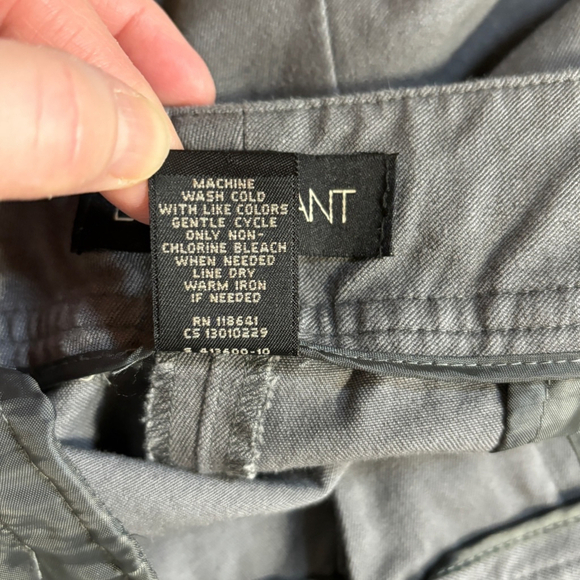 ANT
MACHINE
WASH COLD
WITH LIKE COLORS
GENTLE CYCLE
ONLY NON-
CHLORINE BLEACH
WHEN NEEDED
LINE DRY
WARM IRON
IF NEEDED
RN 118641
CS 13010229